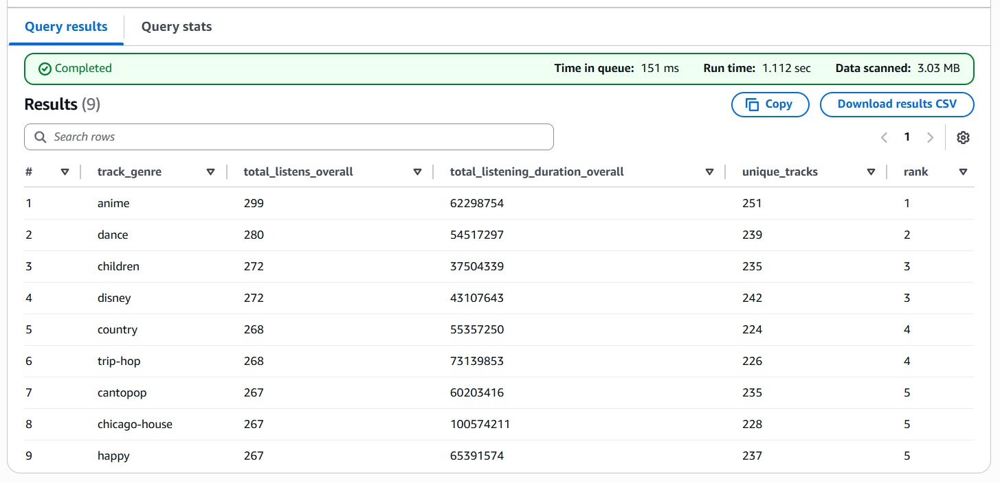 Query results Query stats
Completed Time in queue: 151 ms Run time: 1.112 sec Data scanned: 3.03 MB
Results (9) Copy Download results CSV
Search rows 1
# track_genre total_listens_overall total_listening_duration_overall unique_tracks rank
1 anime 299 62298754 251 1
2 dance 280 54517297 239 2
3 children 272 37504339 235 3
4 disney 272 43107643 242 3
5 country 268 55357250 224 4
6 trip-hop 268 73139853 226 4
7 cantopop 267 60203416 235 5
8 chicago-house 267 100574211 228 5
9 happy 267 65391574 237 5